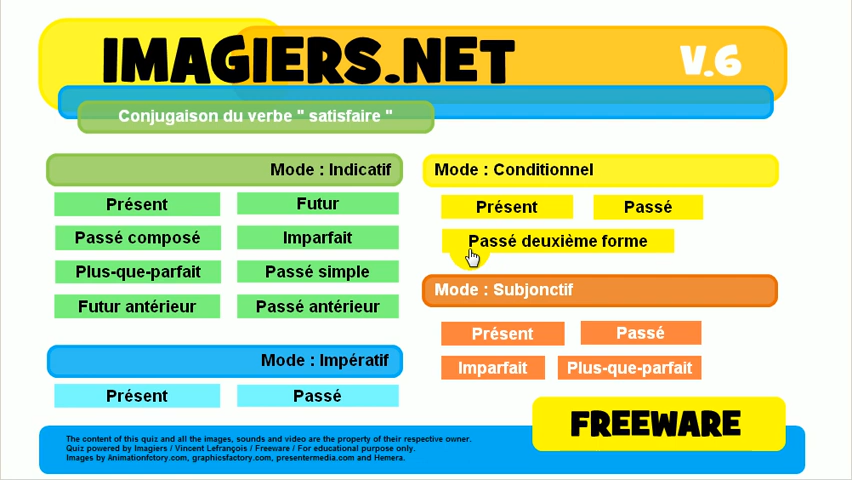 IMAGIERS.NET
V.6
Conjugaison du verbe " satisfaire "
Mode : Indicatif
Présent
Futur
Passé composé
Imparfait
Plus-que-parfait
Passé simple
Futur antérieur
Passé antérieur
Mode : Impératif
Présent
Passé
Mode : Conditionnel
Présent
Passé
Passé deuxième forme
Mode : Subjonctif
Présent
Passé
Imparfait
Plus-que-parfait
FREEWARE
The content of this quiz and all the images, sounds and video are the property of their respective owner.
Quiz powered by Imagiers / Vincent Lefrançois / Freeware / For educational purpose only.
Images by Animationfctory.com, graphicsfactory.com, presentermedia.com and Hemera.